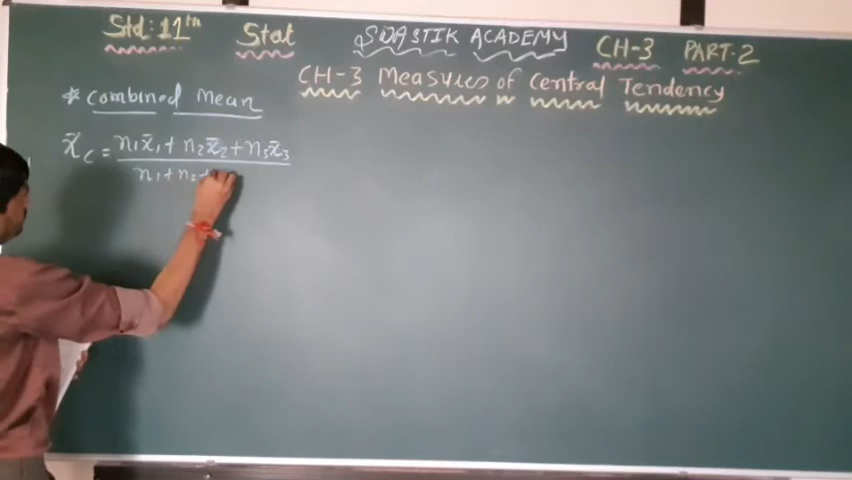 Std: 11th Stat SWASTIK ACADEMY CH-3 PART-2
CH-3 Measures of Central Tendency
* Combined Mean
x̄c = n1x̄1 + n2x̄2 + n3x̄3
n1 + n2 +